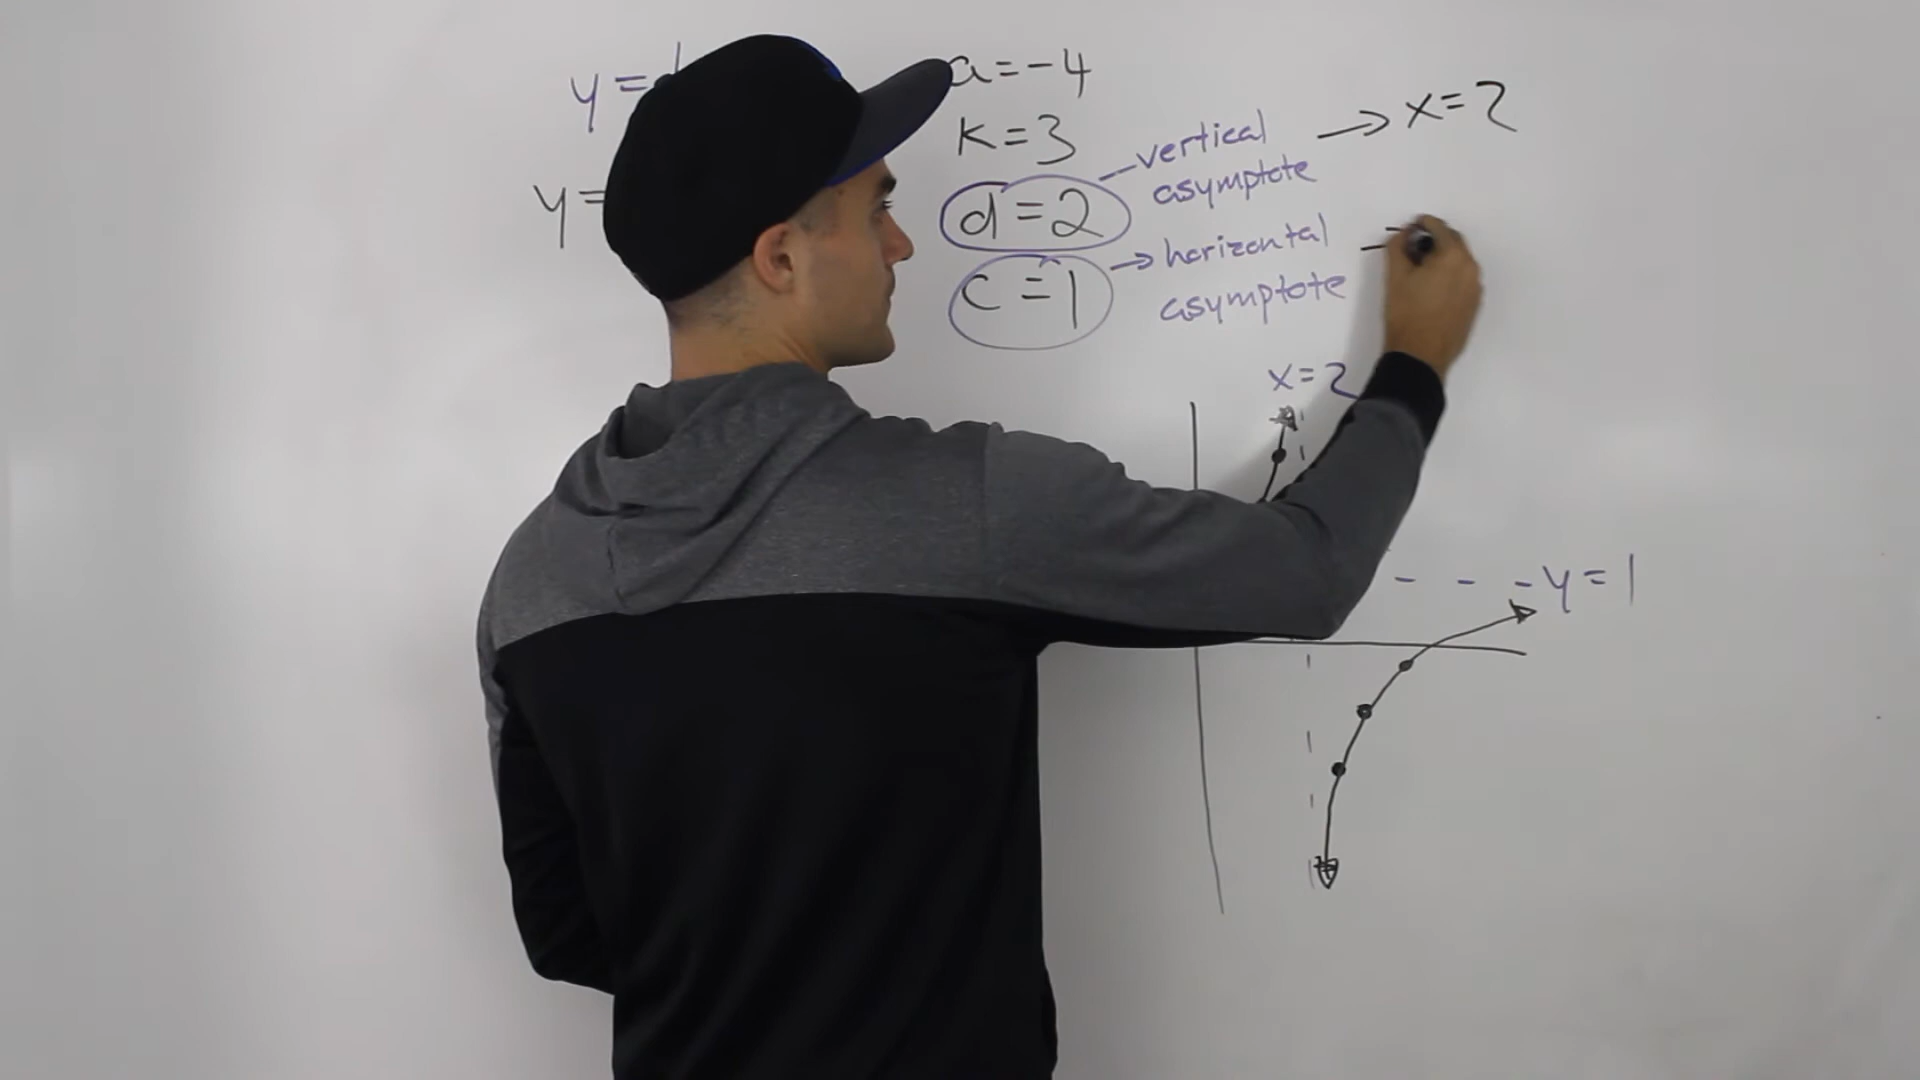 y =
a = -4
k = 3
y =
d = 2
c = 1
vertical asymptote → x = 2
→ horizontal asymptote
x = 2
y = 1